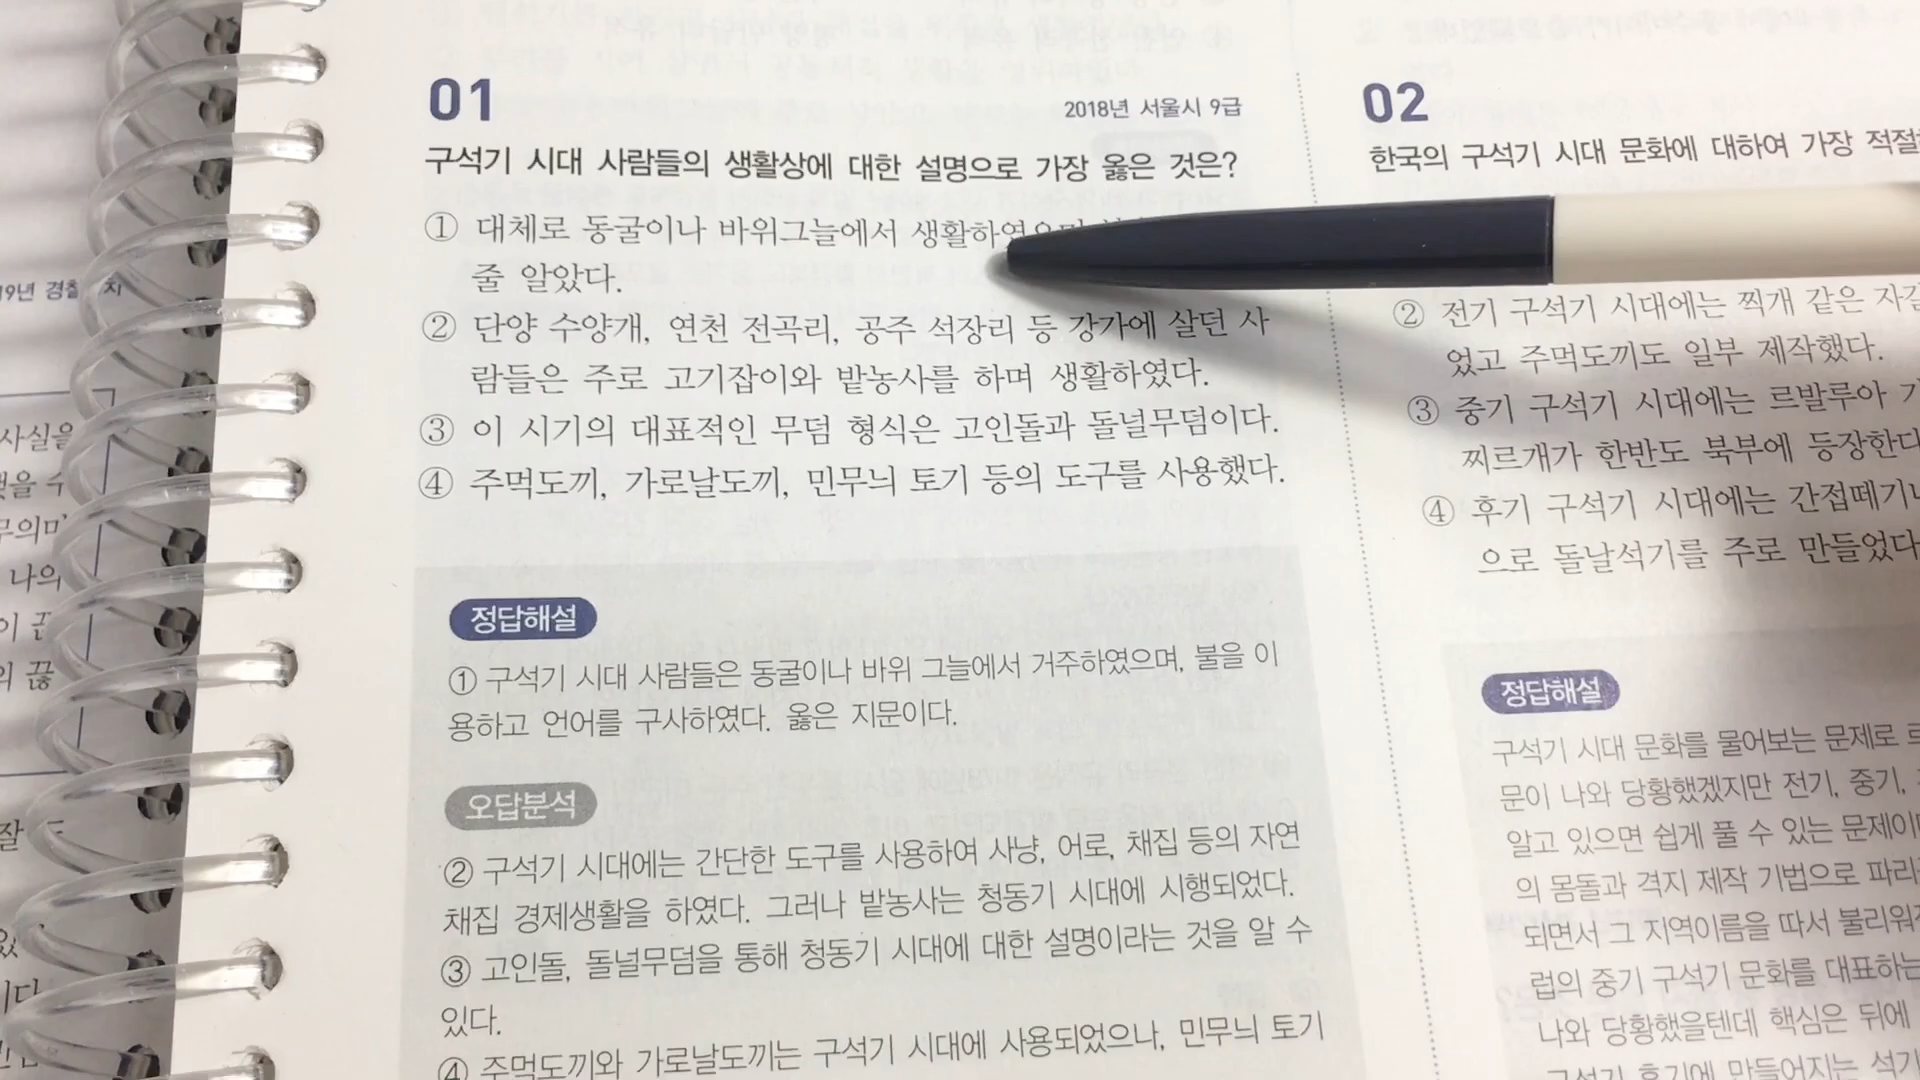 01
2018년 서울시 9급
구석기 시대 사람들의 생활상에 대한 설명으로 가장 옳은 것은?
① 대체로 동굴이나 바위그늘에서 생활하였으며
줄 알았다.
② 단양 수양개, 연천 전곡리, 공주 석장리 등 강가에 살던 사
람들은 주로 고기잡이와 밭농사를 하며 생활하였다.
③ 이 시기의 대표적인 무덤 형식은 고인돌과 돌널무덤이다.
④ 주먹도끼, 가로날도끼, 민무늬 토기 등의 도구를 사용했다.
정답해설
① 구석기 시대 사람들은 동굴이나 바위 그늘에서 거주하였으며, 불을 이
용하고 언어를 구사하였다. 옳은 지문이다.
오답분석
② 구석기 시대에는 간단한 도구를 사용하여 사냥, 어로, 채집 등의 자연
채집 경제생활을 하였다. 그러나 밭농사는 청동기 시대에 시행되었다.
③ 고인돌, 돌널무덤을 통해 청동기 시대에 대한 설명이라는 것을 알 수
있다.
④ 주먹도끼와 가로날도끼는 구석기 시대에 사용되었으나, 민무늬 토기
02
한국의 구석기 시대 문화에 대하여 가장
② 전기 구석기 시대에는 찍개 같은
었고 주먹도끼도 일부 제작했다.
③ 중기 구석기 시대에는 르발루아
찌르개가 한반도 북부에 등장한다
④ 후기 구석기 시대에는 간접떼기
으로 돌날석기를 주로 만들었다
정답해설
구석기 시대 문화를 물어보는 문제로
문이 나와 당황했겠지만 전기, 중기,
알고 있으면 쉽게 풀 수 있는
의 몸돌과 격지 제작 기법으로
되면서 그 지역이름을 따서
럽의 중기 구석기 문화를 대표하는
나와 당황했을텐데 핵심은 뒤에
구석기 후기에 만들어지는